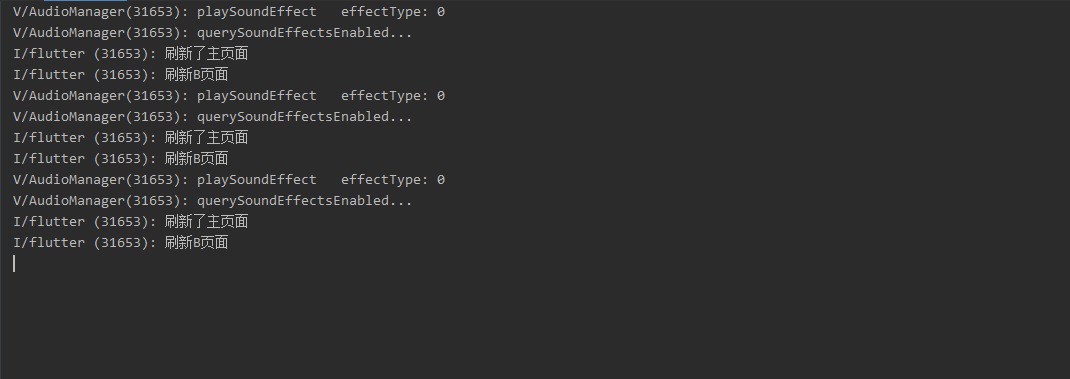 V/AudioManager(31653): playSoundEffect   effectType: 0
V/AudioManager(31653): querySoundEffectsEnabled...
I/flutter (31653): 刷新了主页面
I/flutter (31653): 刷新B页面
V/AudioManager(31653): playSoundEffect   effectType: 0
V/AudioManager(31653): querySoundEffectsEnabled...
I/flutter (31653): 刷新了主页面
I/flutter (31653): 刷新B页面
V/AudioManager(31653): playSoundEffect   effectType: 0
V/AudioManager(31653): querySoundEffectsEnabled...
I/flutter (31653): 刷新了主页面
I/flutter (31653): 刷新B页面